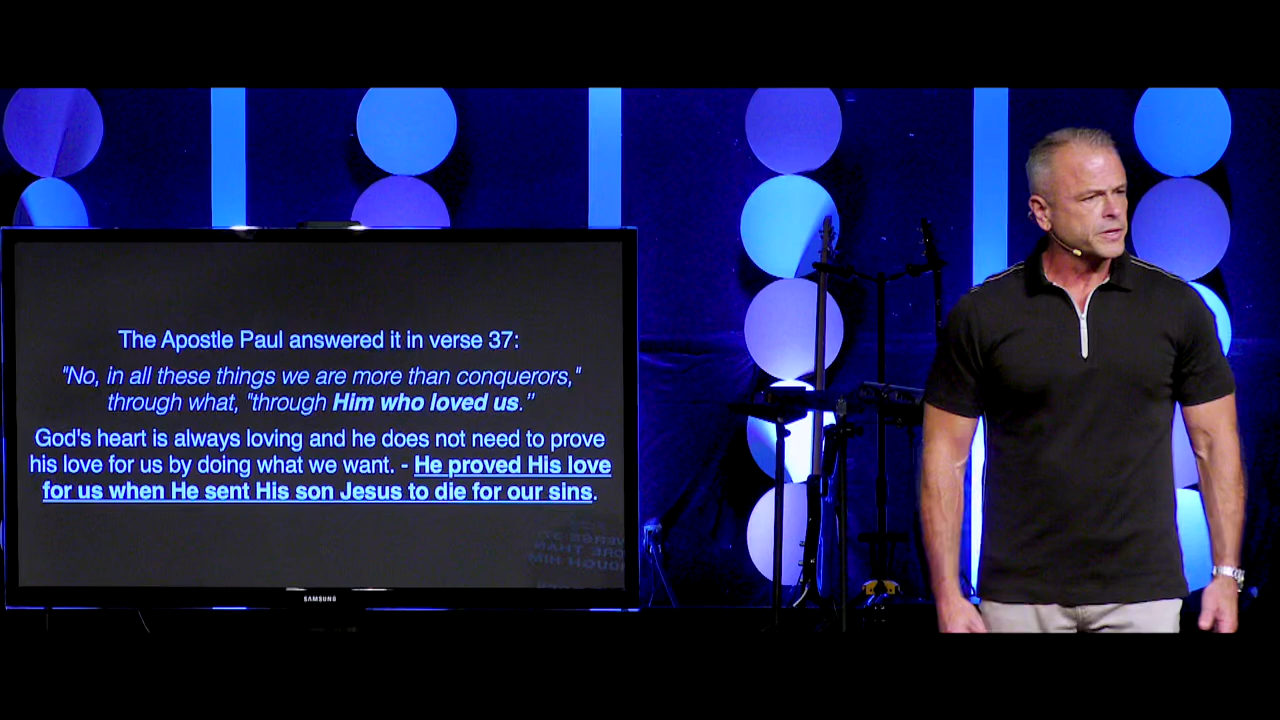 The Apostle Paul answered it in verse 37:
"No, in all these things we are more than conquerors,"
through what, "through Him who loved us.”
God's heart is always loving and he does not need to prove
his love for us by doing what we want. - He proved His love
for us when He sent His son Jesus to die for our sins.
SAMSUNG